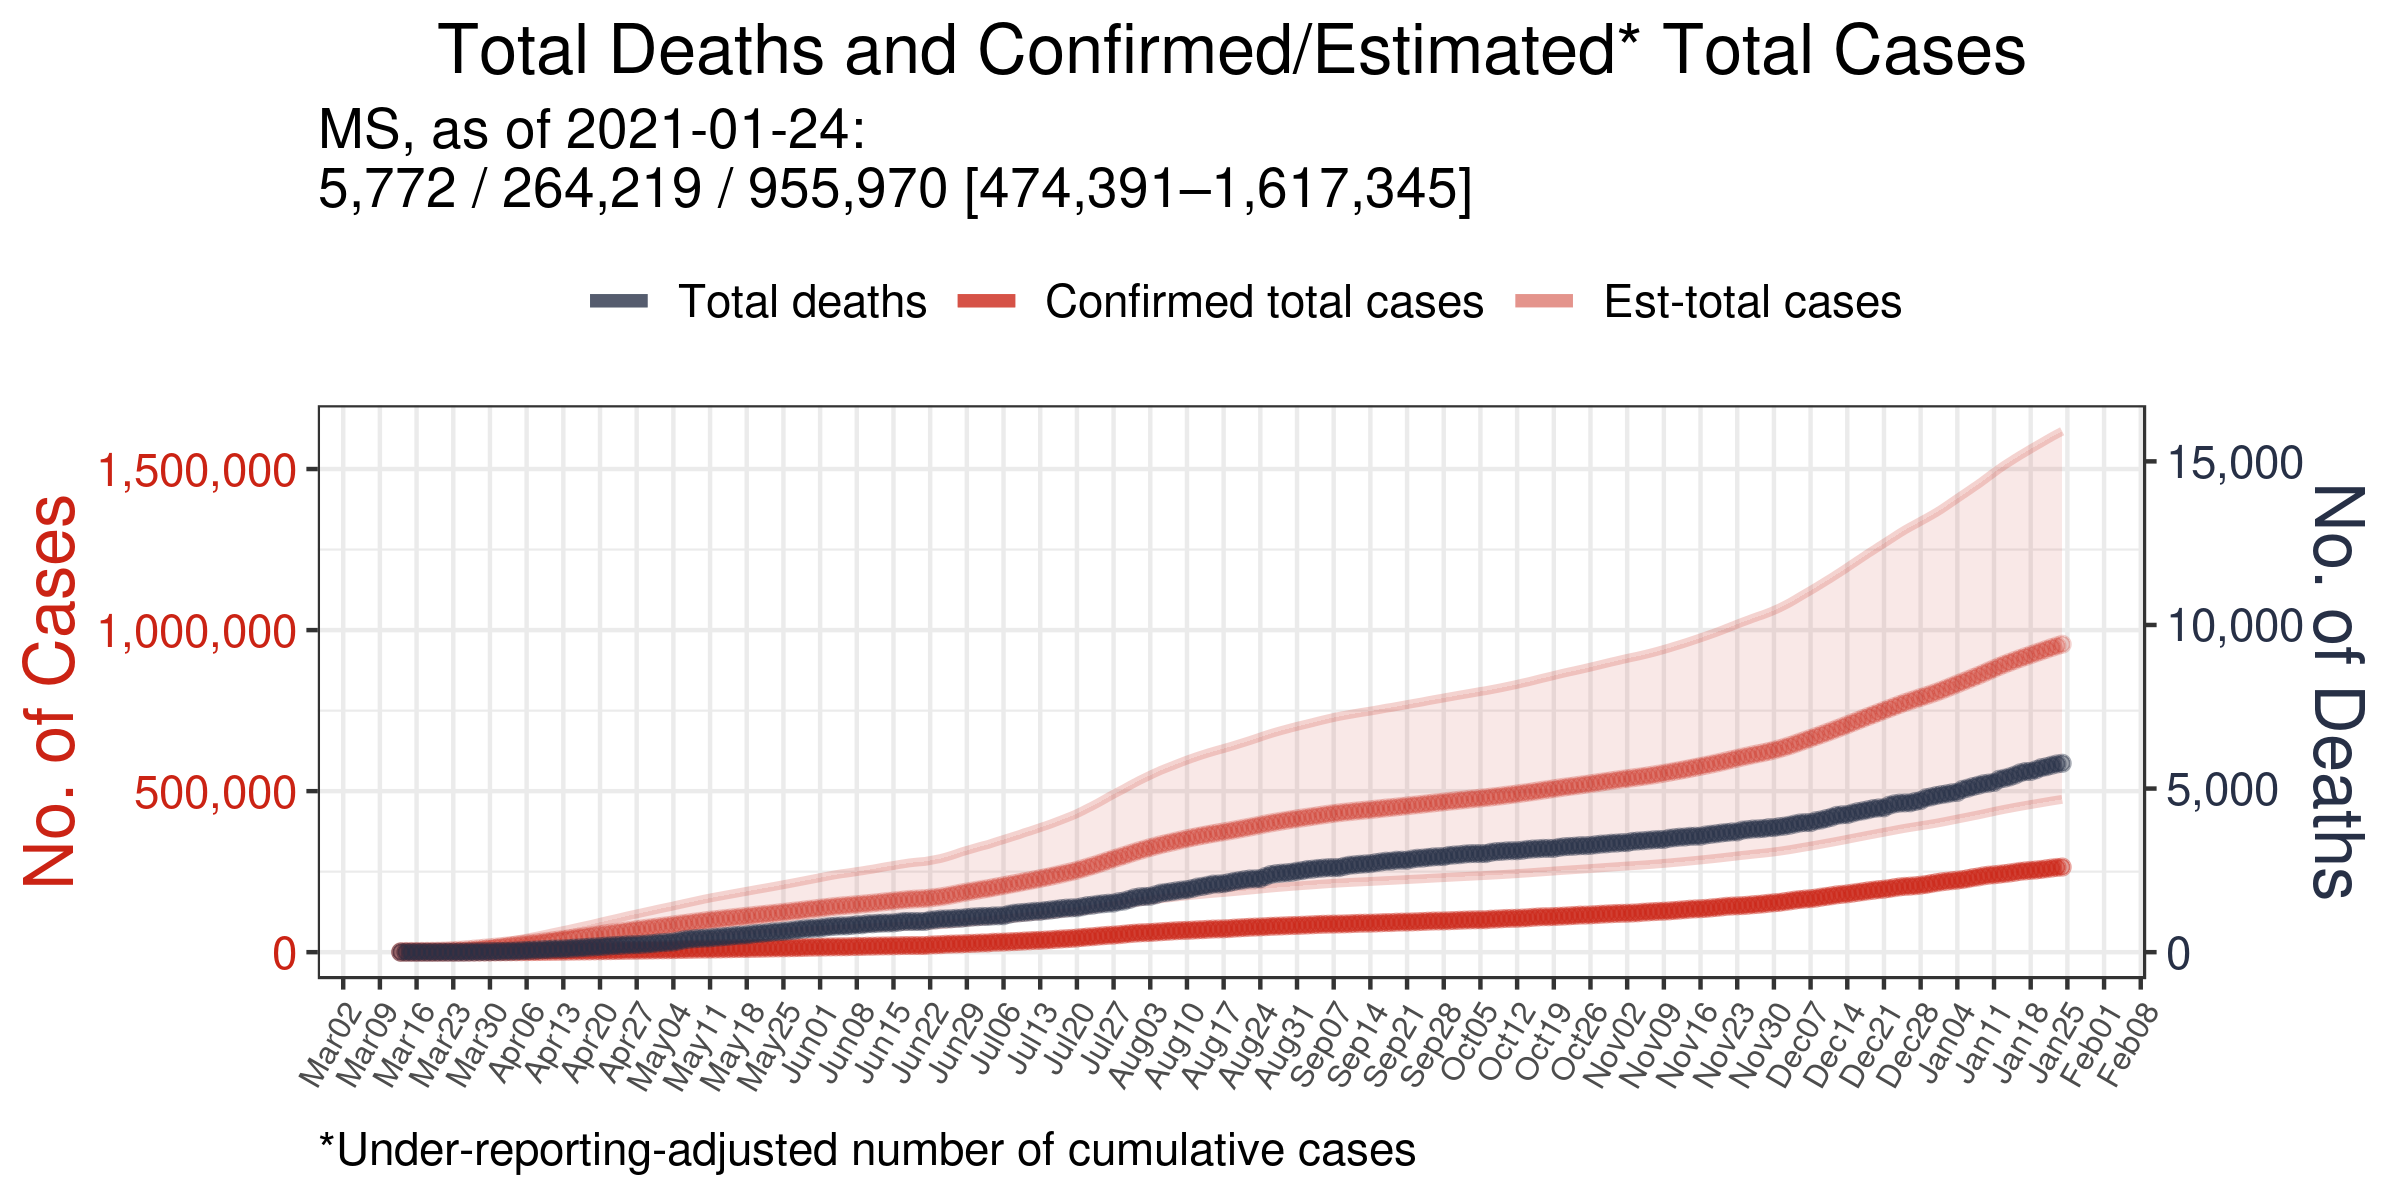 Total Deaths and Confirmed/Estimated* Total Cases
MS, as of 2021-01-24:
5,772 / 264,219 / 955,970 [474,391–1,617,345]
Total deaths
Confirmed total cases
Est-total cases
No. of Cases
1,500,000
1,000,000
500,000
0
15,000
10,000
5,000
0
No. of Deaths
Mar02
Mar09
Mar16
Mar23
Mar30
Apr06
Apr13
Apr20
Apr27
May04
May11
May18
May25
Jun01
Jun08
Jun15
Jun22
Jun29
Jul06
Jul13
Jul20
Jul27
Aug03
Aug10
Aug17
Aug24
Aug31
Sep07
Sep14
Sep21
Sep28
Oct05
Oct12
Oct19
Oct26
Nov02
Nov09
Nov16
Nov23
Nov30
Dec07
Dec14
Dec21
Dec28
Jan04
Jan11
Jan18
Jan25
Feb01
Feb08
*Under-reporting-adjusted number of cumulative cases